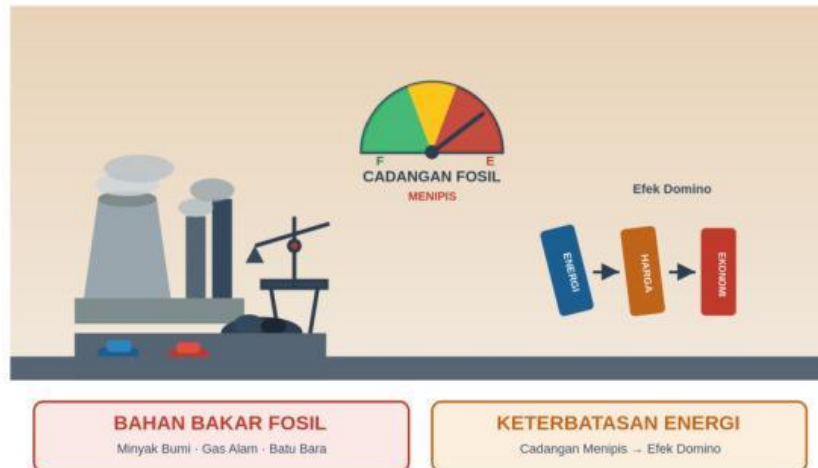 F
E
CADANGAN FOSIL
MENIPIS
Efek Domino
ENERGI
HARGA
EKONOMI
BAHAN BAKAR FOSIL
Minyak Bumi · Gas Alam · Batu Bara
KETERBATASAN ENERGI
Cadangan Menipis → Efek Domino